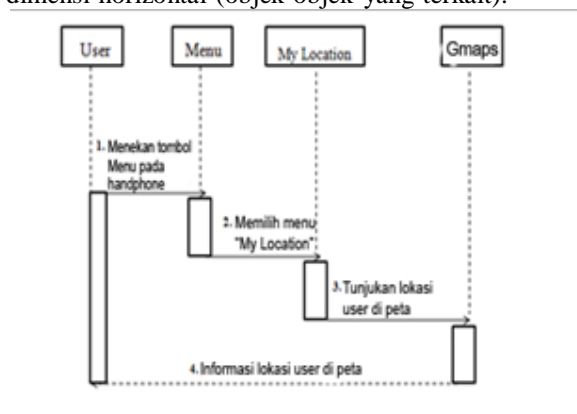 dimensi horizontal (objek-objek yang terkait).
User
Menu
My Location
Gmaps
1. Menekan tombol
Menu pada
handphone
2. Memilih menu
"My Location"
3. Tunjukan lokasi
user di peta
4. Informasi lokasi user di peta